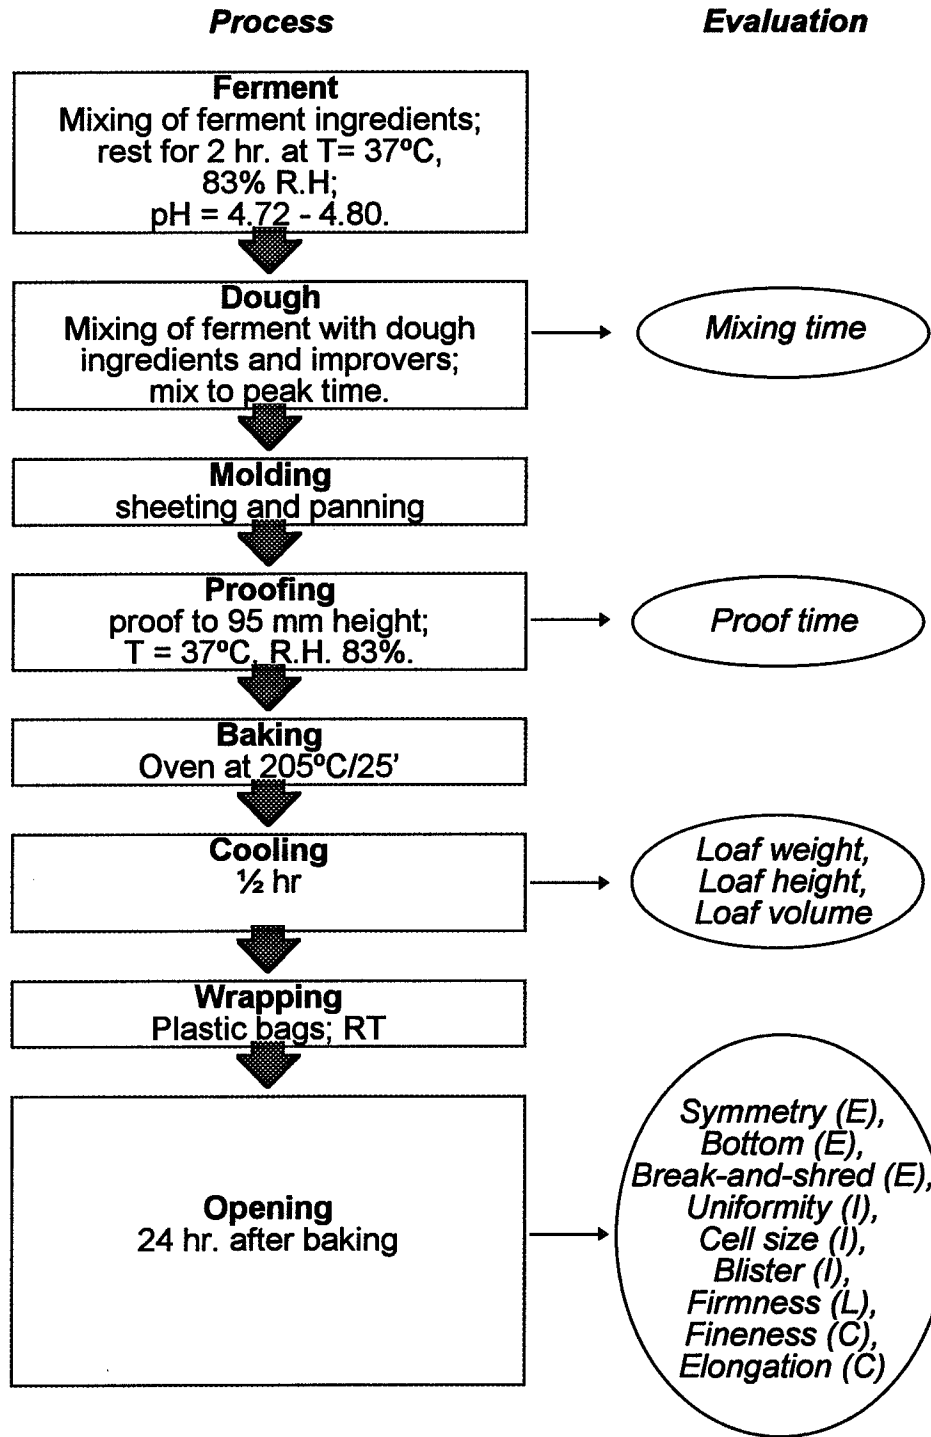 Process
Evaluation
Ferment
Mixing of ferment ingredients;
rest for 2 hr. at T= 37ºC,
83% R.H;
pH = 4.72 - 4.80.
Dough
Mixing of ferment with dough
ingredients and improvers;
mix to peak time.
Mixing time
Molding
sheeting and panning
Proofing
proof to 95 mm height;
T = 37ºC, R.H. 83%.
Proof time
Baking
Oven at 205ºC/25'
Cooling
½ hr
Loaf weight,
Loaf height,
Loaf volume
Wrapping
Plastic bags; RT
Opening
24 hr. after baking
Symmetry (E),
Bottom (E),
Break-and-shred (E),
Uniformity (I),
Cell size (I),
Blister (I),
Firmness (L),
Fineness (C),
Elongation (C)